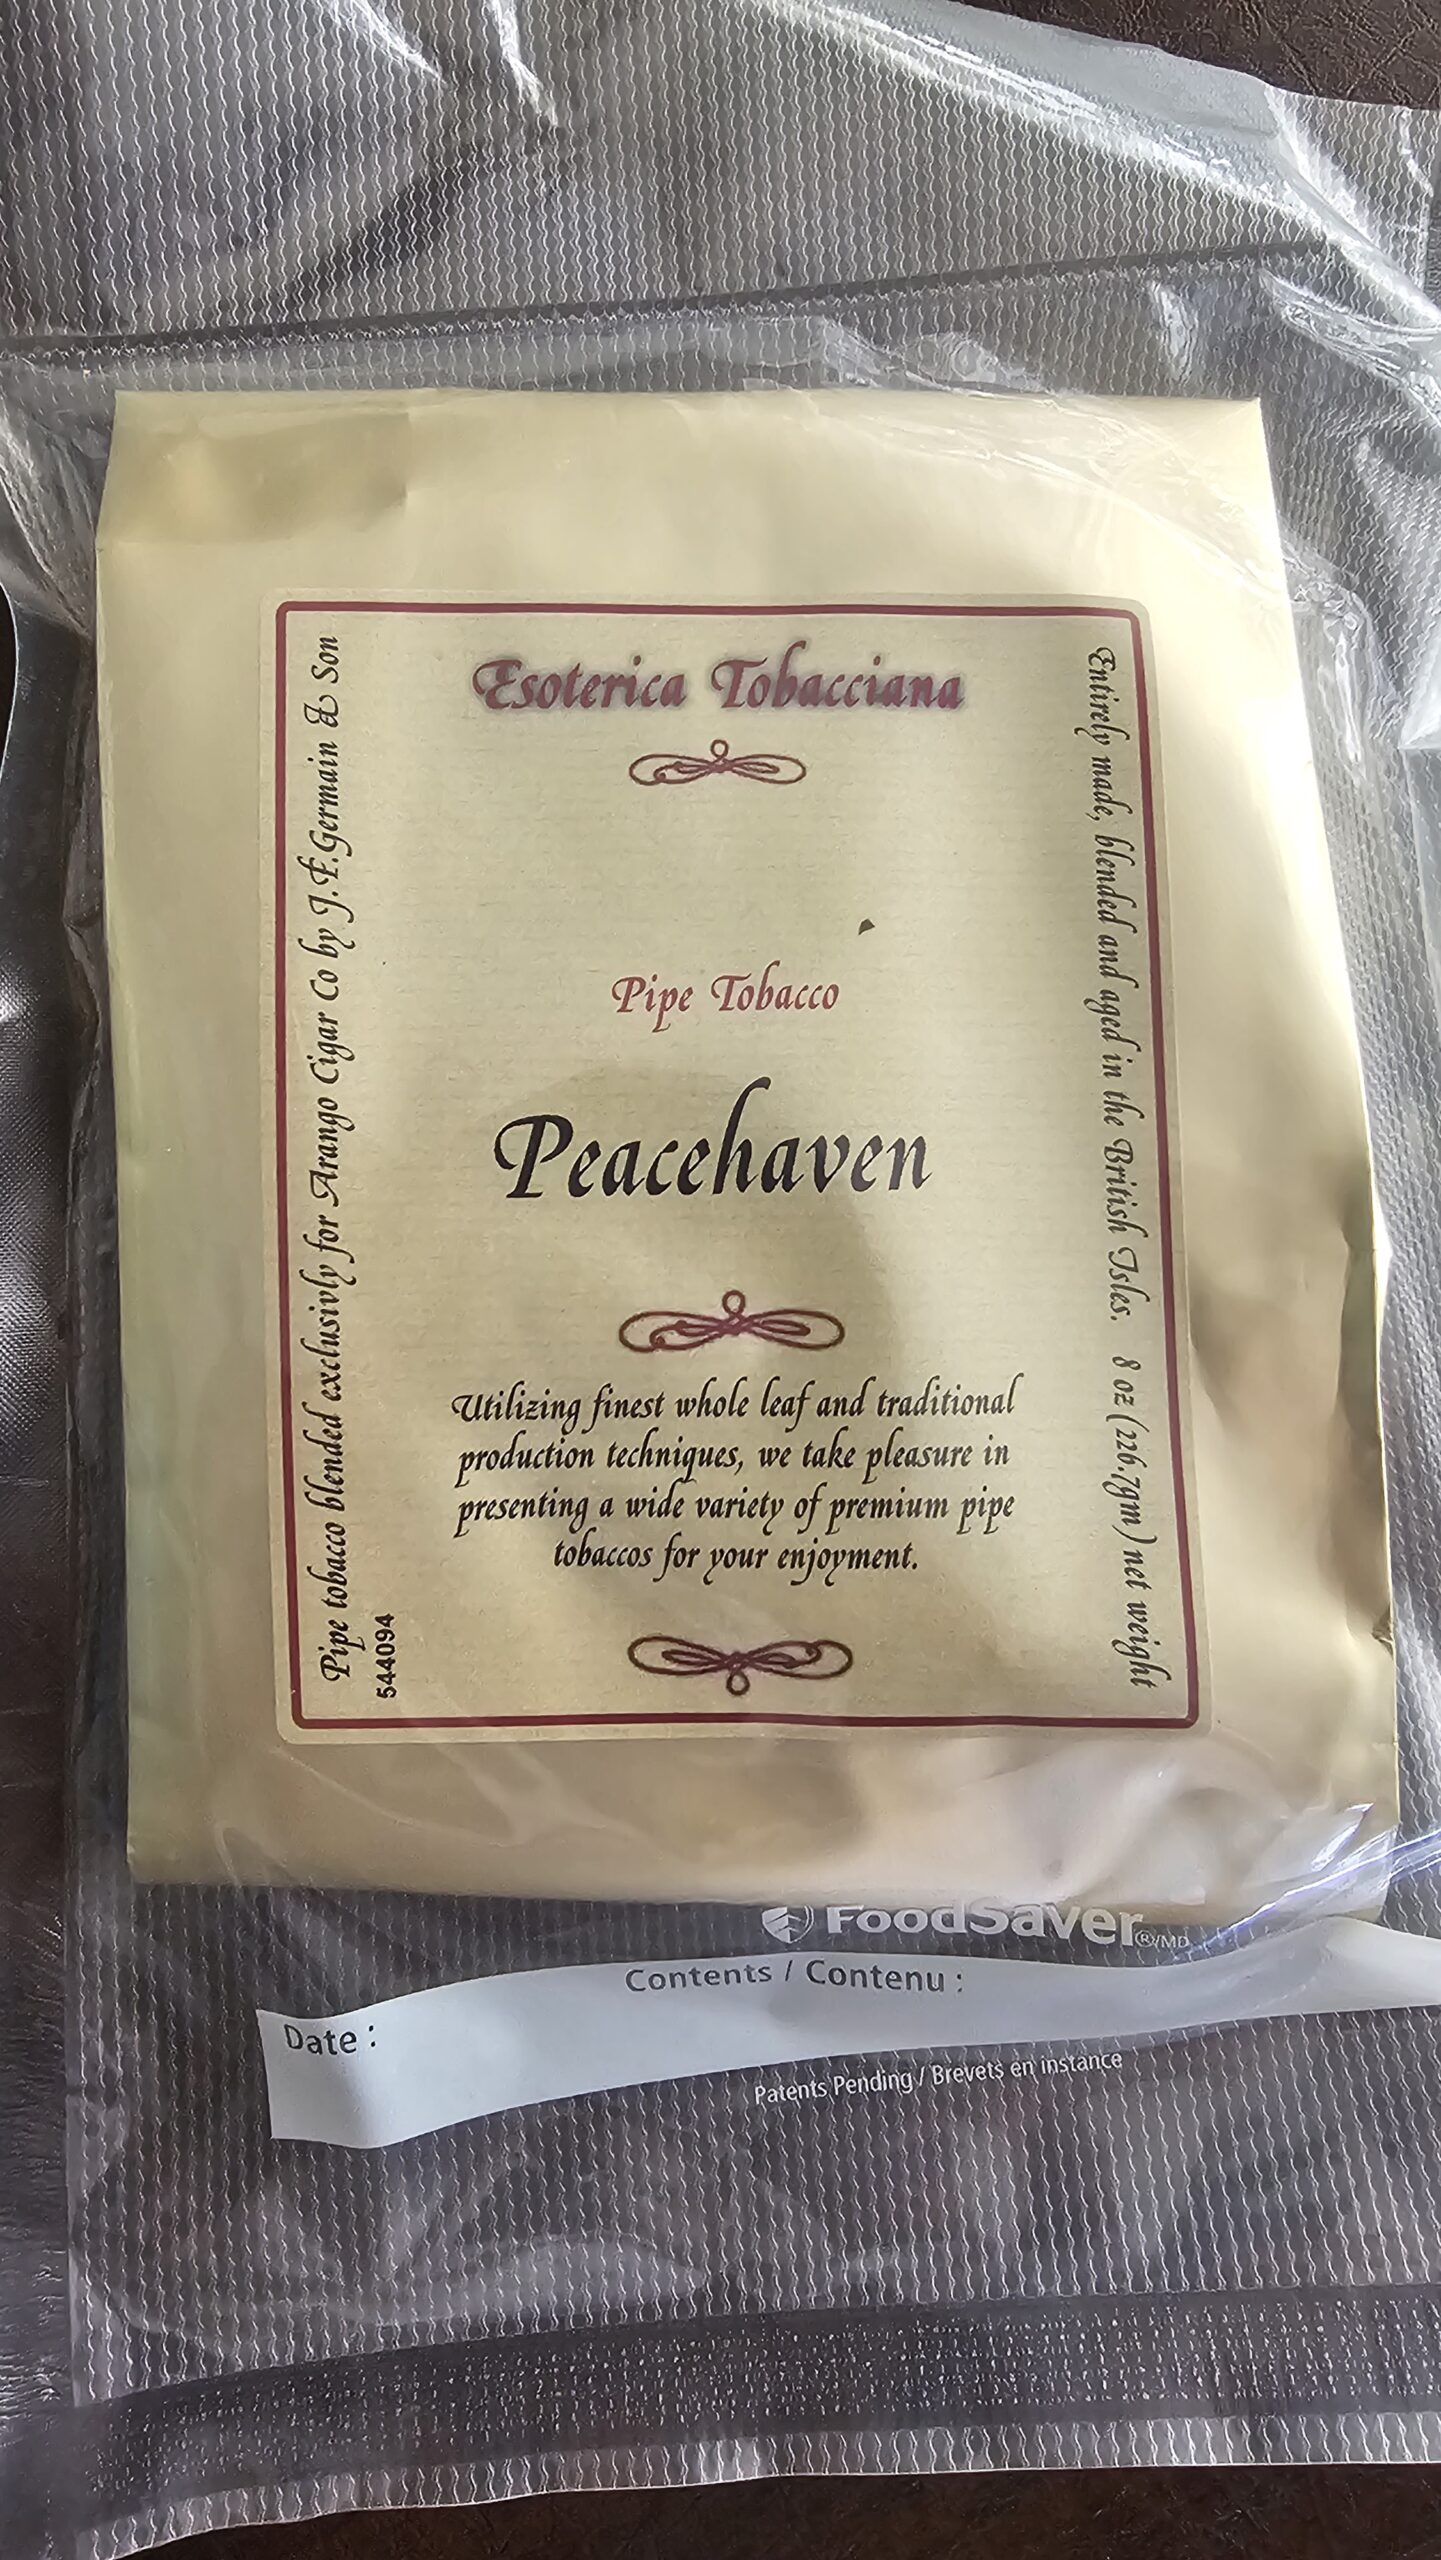 Esoterica Tobacciana
Pipe Tobacco
Peacehaven
Utilizing finest whole leaf and traditional
production techniques, we take pleasure in
presenting a wide variety of premium pipe
tobaccos for your enjoyment.
Pipe tobacco blended exclusivly for Arango Cigar Co by J.F.Germain & Son
544094
Entirely made, blended and aged in the British Isles. 8 oz (226.7gm) net weight
FoodSaver®/MD
Contents / Contenu :
Date :
Patents Pending / Brevets en instance